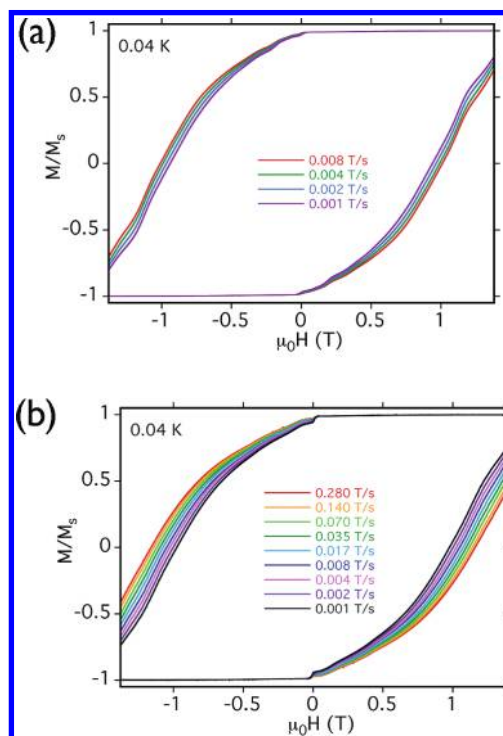 (a)
0.04 K
M/Ms
1
0.5
0
-0.5
-1
0.008 T/s
0.004 T/s
0.002 T/s
0.001 T/s
-1 -0.5 0 0.5 1
μ₀H (T)
(b)
0.04 K
M/Ms
1
0.5
0
-0.5
-1
0.280 T/s
0.140 T/s
0.070 T/s
0.035 T/s
0.017 T/s
0.008 T/s
0.004 T/s
0.002 T/s
0.001 T/s
-1 -0.5 0 0.5 1
μ₀H (T)